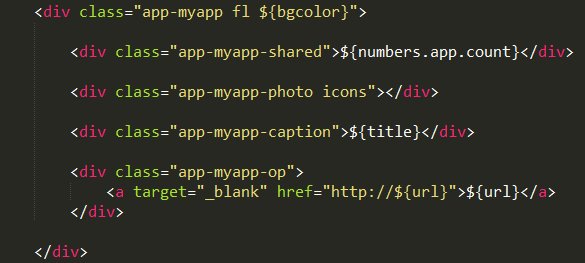 <div class="app-myapp fl ${bgcolor}">
<div class="app-myapp-shared">${numbers.app.count}</div>
<div class="app-myapp-photo icons"></div>
<div class="app-myapp-caption">${title}</div>
<div class="app-myapp-op">
<a target="_blank" href="http://${url}">${url}</a>
</div>
</div>